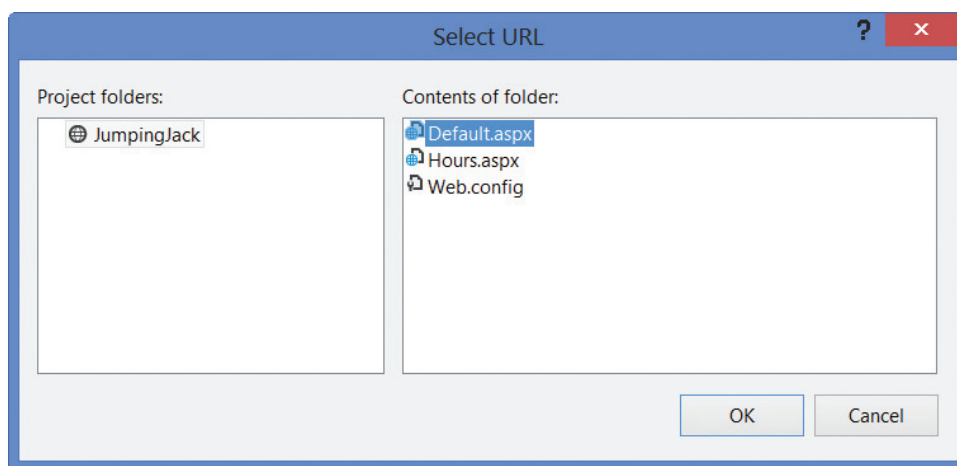 Select URL
?
Project folders:
Contents of folder:
JumpingJack
Default.aspx
Hours.aspx
Web.config
OK
Cancel